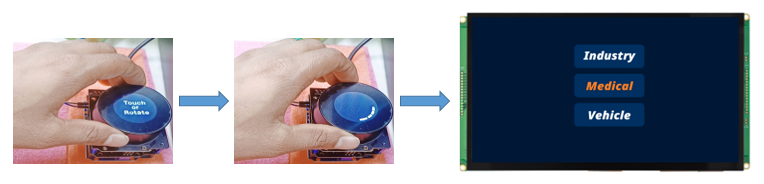 Touch
or
Rotate
Industry
Medical
Vehicle